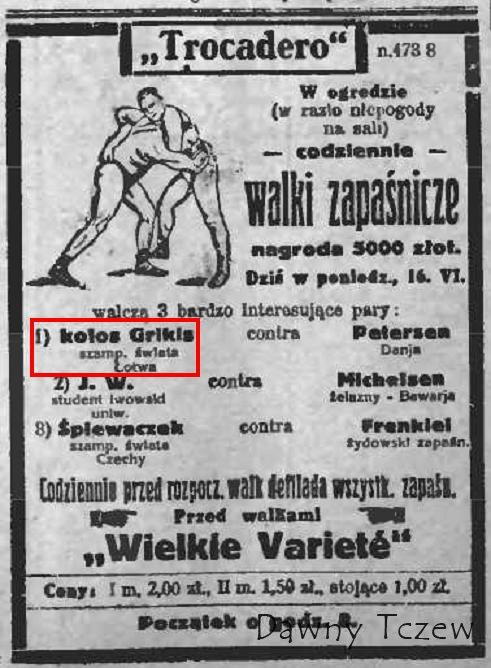 „Trocadero“ n.473 8
W ogrodzie
(w razło niepogody
na sali)
— codziennie —
walki zapaśnicze
nagroda 5000 złot.
Dziś w poniedz., 16. VI.
walczą 3 bardzo interesujące pary:
1) kolos Grikis contra Petersen
szamp. świata Danja
Łotwa
2) J. W. contra Michelsen
student lwowski żelazny - Bawarja
uniw.
3) Śpiewaczek contra Frenkiel
szamp. świata żydowski zapaśn.
Czechy
Codziennie przed rozpocz. walk defilada wszystk. zapaśn.
Przed walkami
„Wielkie Varieté“
Ceny: I m. 2,00 zł., II m. 1,50 zł., stojące 1,00 zł.
Początek o godz. 8.
Dawny Tczew